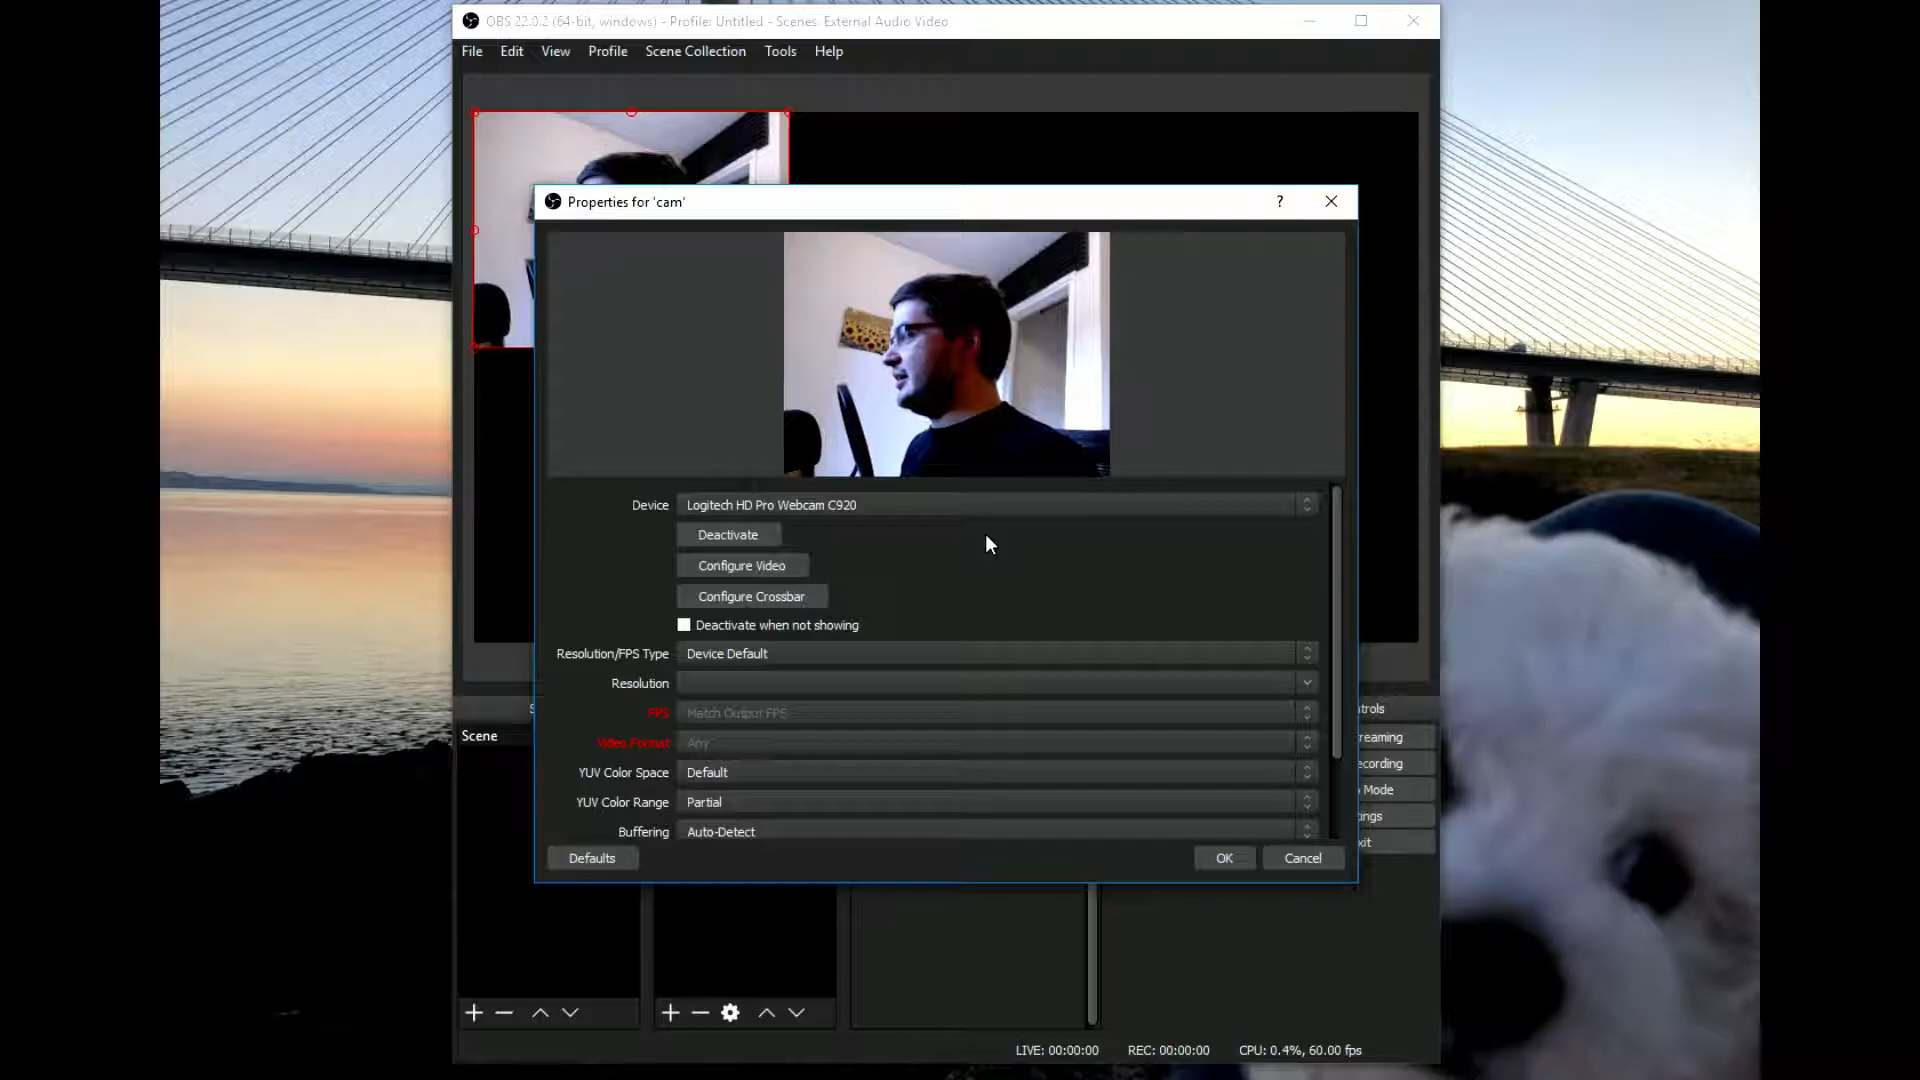 OBS 22.0.2 (64-bit, windows) - Profile: Untitled - Scenes: External Audio Video
File Edit View Profile Scene Collection Tools Help
Properties for 'cam'
?
Device Logitech HD Pro Webcam C920
Deactivate
Configure Video
Configure Crossbar
Deactivate when not showing
Resolution/FPS Type Device Default
Resolution
FPS Match Output FPS
Video Format Any
YUV Color Space Default
YUV Color Range Partial
Buffering Auto-Detect
Defaults OK Cancel
S
trols
Scene
reaming
ecording
Mode
ings
xit
LIVE: 00:00:00 REC: 00:00:00 CPU: 0.4%, 60.00 fps